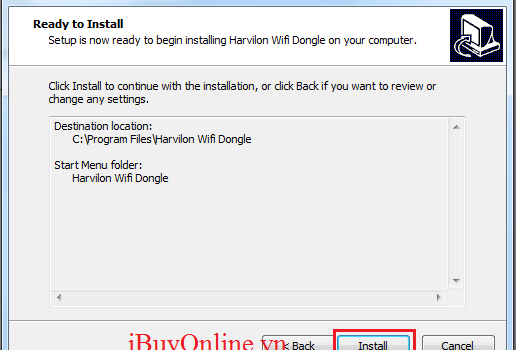 Ready to Install
Setup is now ready to begin installing Harvilon Wifi Dongle on your computer.
Click Install to continue with the installation, or click Back if you want to review or
change any settings.
Destination location:
C:\Program Files\Harvilon Wifi Dongle
Start Menu folder:
Harvilon Wifi Dongle
iBuyOnline.vn
< Back
Install
Cancel